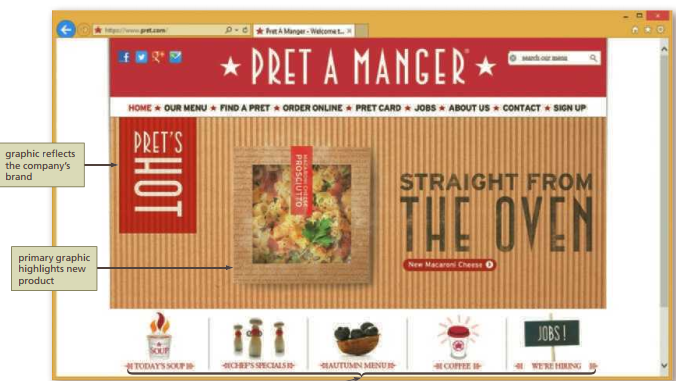 https://www.pret.com/
Pret A Manger - Welcome t... ×
★ PRET A MANGER® ★
search our menu
HOME ★ OUR MENU ★ FIND A PRET ★ ORDER ONLINE ★ PRET CARD ★ JOBS ★ ABOUT US ★ CONTACT ★ SIGN UP
graphic reflects
the company's
brand
PRET'S
HOT
MACARONI CHEESE
PROSCIUTTO
STRAIGHT FROM
THE OVEN
New Macaroni Cheese
primary graphic
highlights new
product
SOUP
JOBS!
TODAY'S SOUP
CHEF'S SPECIALS
AUTUMN MENU
COFFEE
WE'RE HIRING